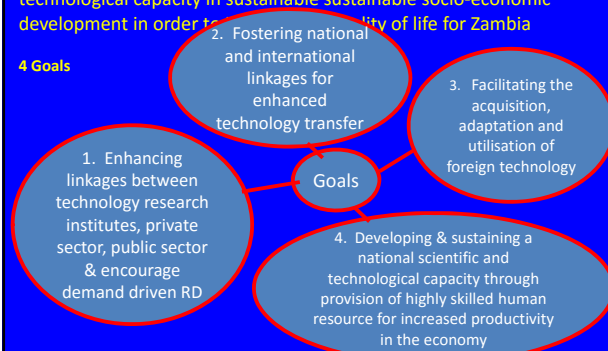 technological capacity in sustainable sustainable socio-economic
development in order to lity of life for Zambia
4 Goals
2. Fostering national
and international
linkages for
enhanced
technology transfer
3. Facilitating the
acquisition,
adaptation and
utilisation of
foreign technology
1. Enhancing
linkages between
technology research
institutes, private
sector, public sector
& encourage
demand driven RD
Goals
4. Developing & sustaining a
national scientific and
technological capacity through
provision of highly skilled human
resource for increased productivity
in the economy